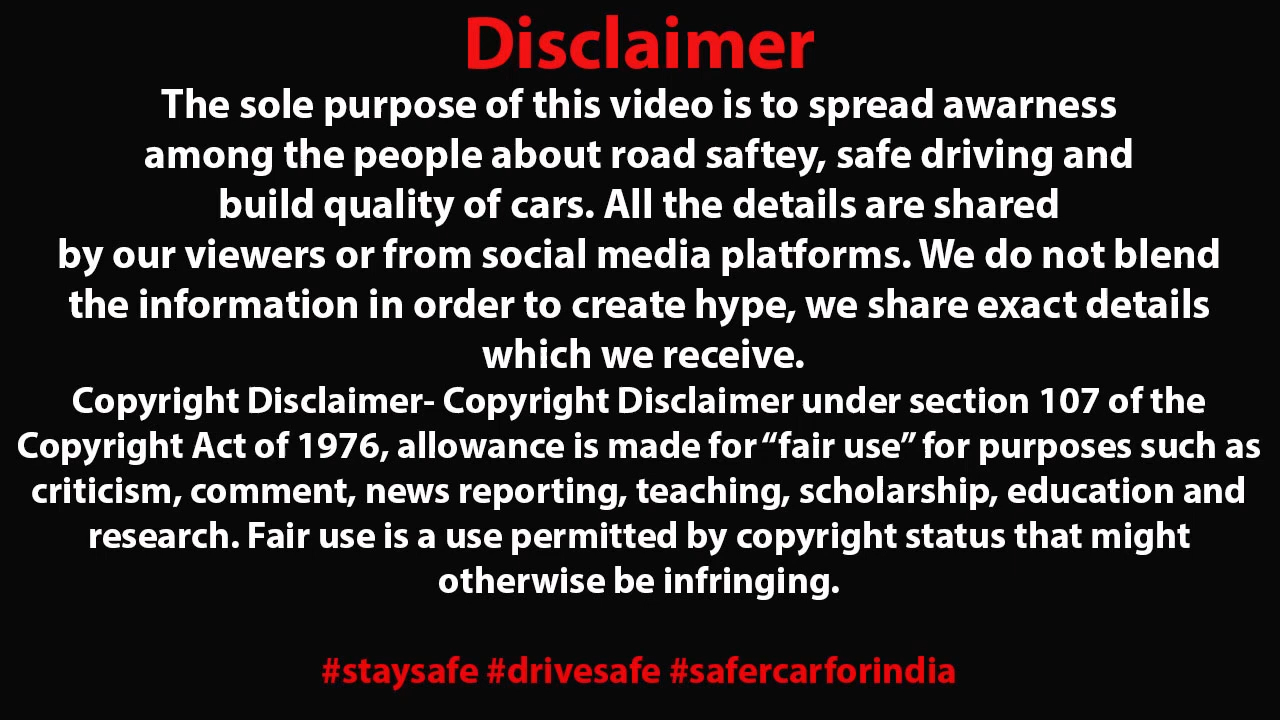 Disclaimer
The sole purpose of this video is to spread awarness
among the people about road saftey, safe driving and
build quality of cars. All the details are shared
by our viewers or from social media platforms. We do not blend
the information in order to create hype, we share exact details
which we receive.
Copyright Disclaimer- Copyright Disclaimer under section 107 of the
Copyright Act of 1976, allowance is made for “fair use” for purposes such as
criticism, comment, news reporting, teaching, scholarship, education and
research. Fair use is a use permitted by copyright status that might
otherwise be infringing.
#staysafe #drivesafe #safercarforindia